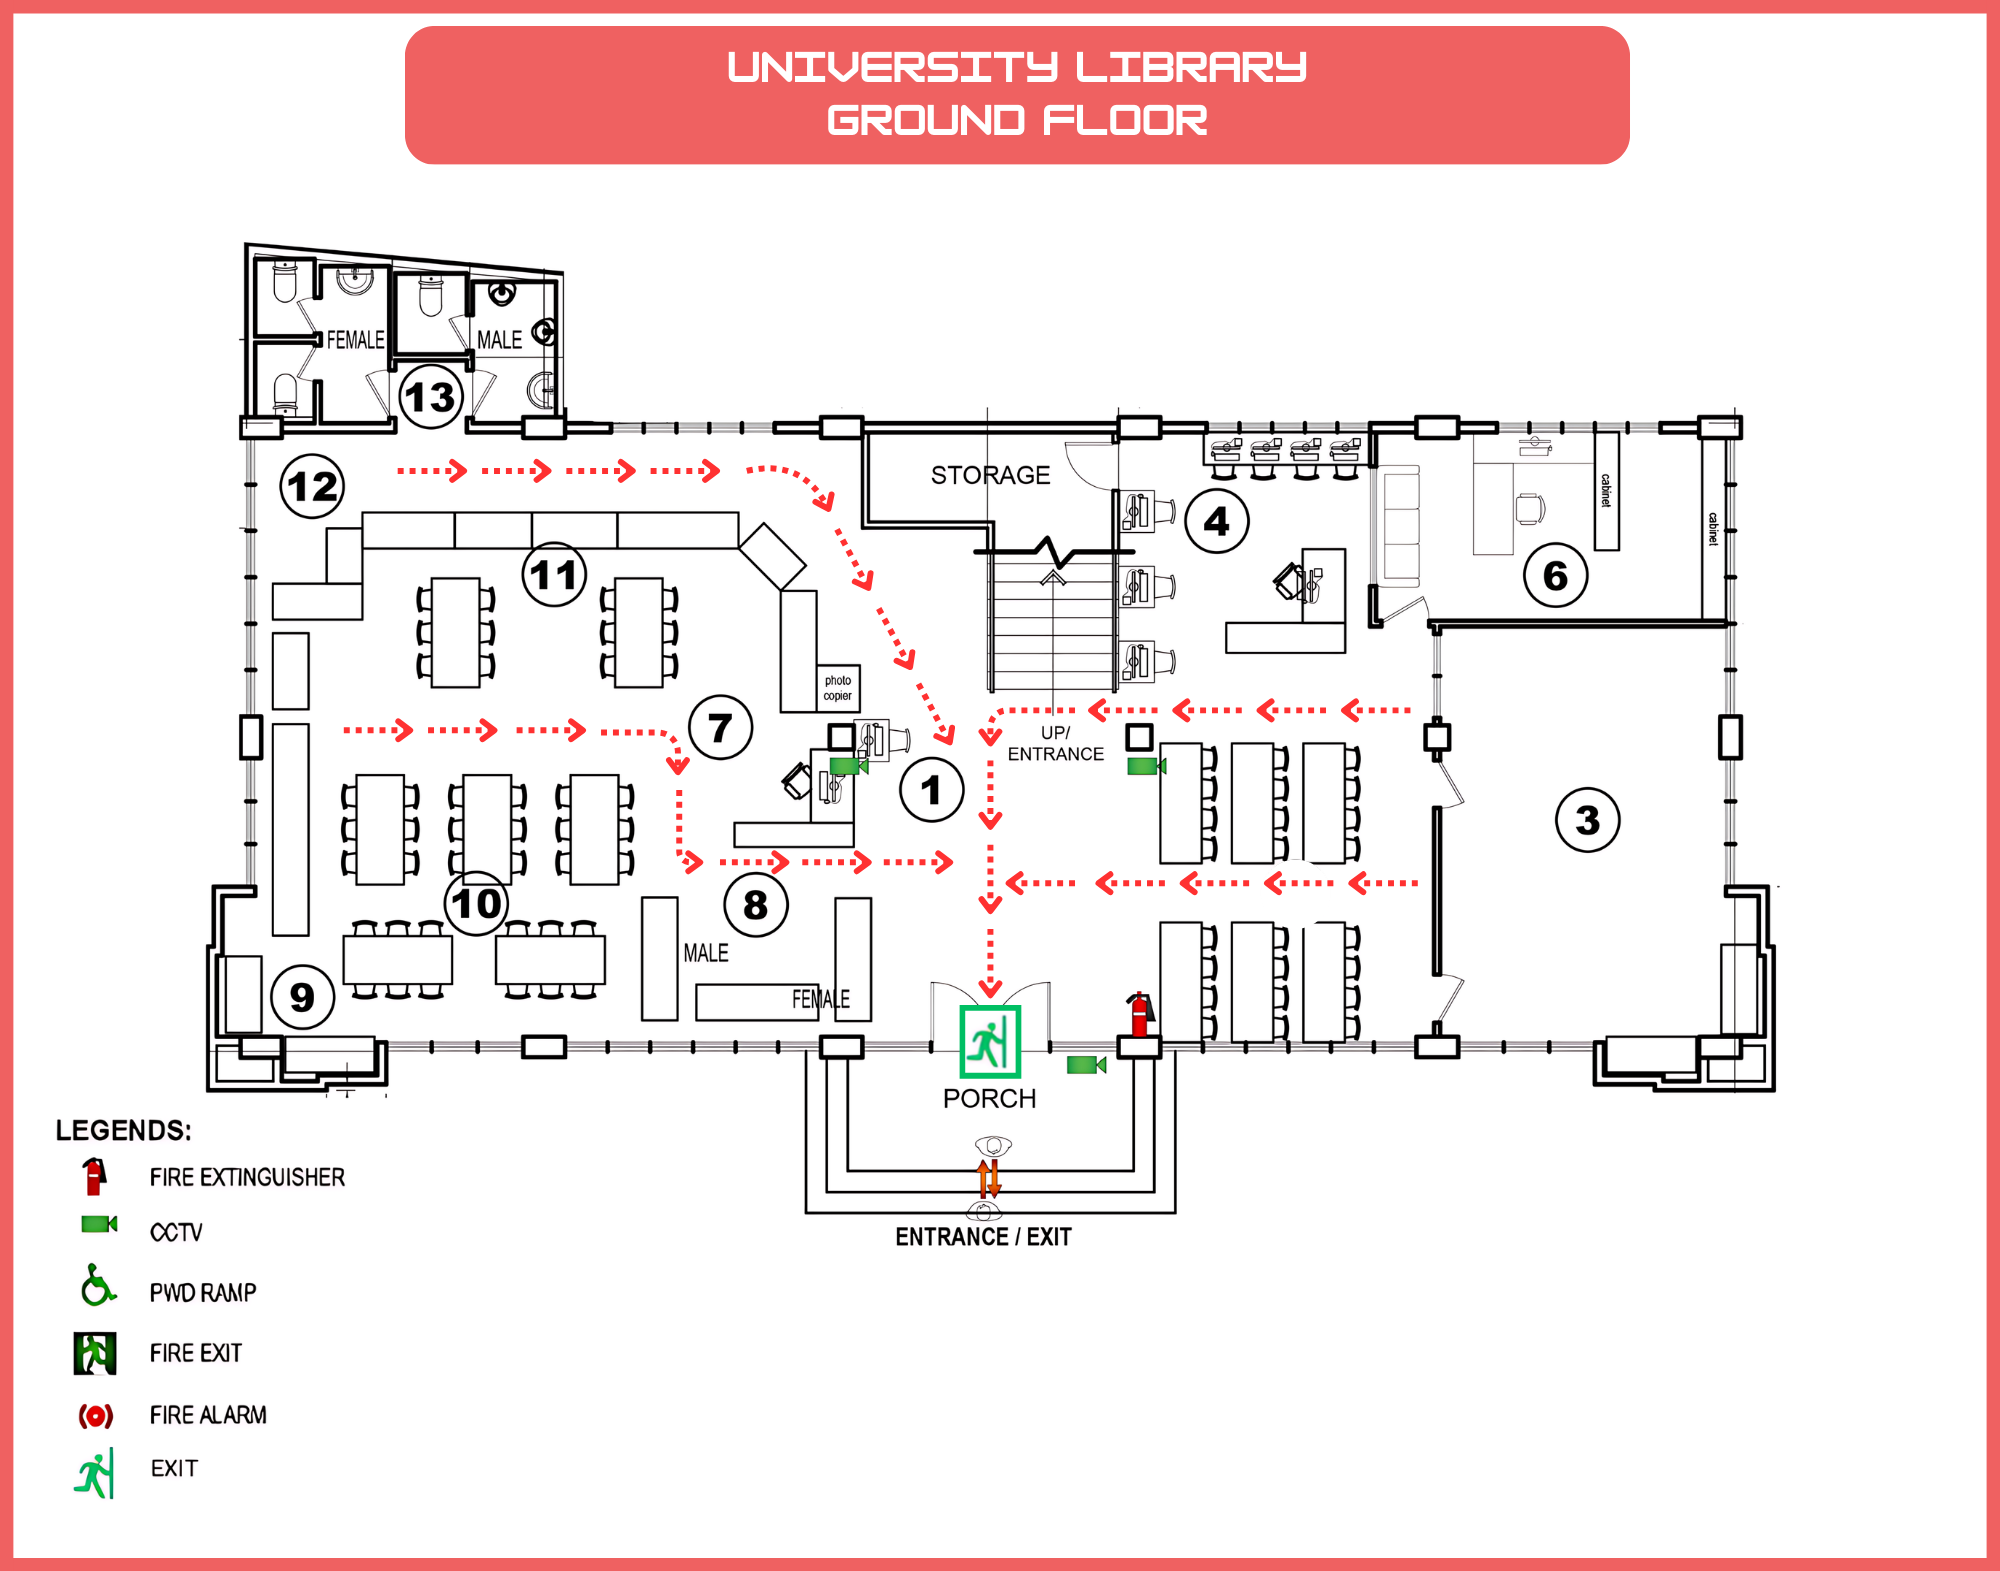 UNIVERSITY LIBRARY
GROUND FLOOR
FEMALE
MALE
13
12
STORAGE
4
cabinet
cabinet
11
6
photo
copier
7
UP/
ENTRANCE
1
3
10
8
MALE
9
FEMALE
PORCH
ENTRANCE / EXIT
LEGENDS:
FIRE EXTINGUISHER
CCTV
PWD RAMP
FIRE EXIT
FIRE ALARM
EXIT